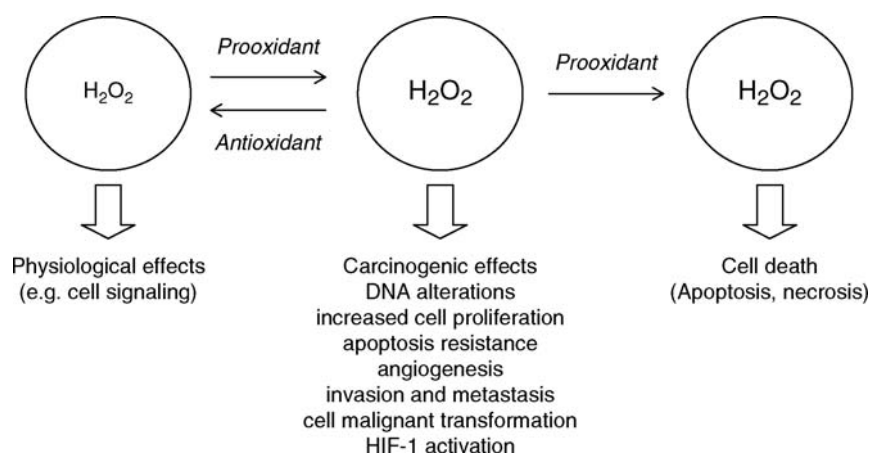 Prooxidant
Prooxidant
H₂O₂
H₂O₂
H₂O₂
Antioxidant
Physiological effects
(e.g. cell signaling)
Carcinogenic effects
DNA alterations
increased cell proliferation
apoptosis resistance
angiogenesis
invasion and metastasis
cell malignant transformation
HIF-1 activation
Cell death
(Apoptosis, necrosis)